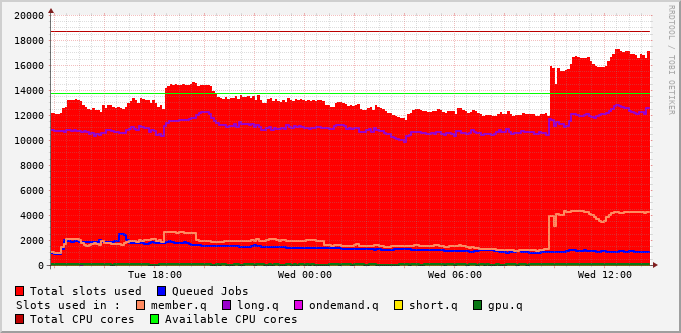 RRDTOOL / TOBI OETIKER
20000
18000
16000
14000
12000
10000
8000
6000
4000
2000
0
Tue 18:00 Wed 00:00 Wed 06:00 Wed 12:00
Total slots used Queued Jobs
Slots used in : member.q long.q ondemand.q short.q gpu.q
Total CPU cores Available CPU cores